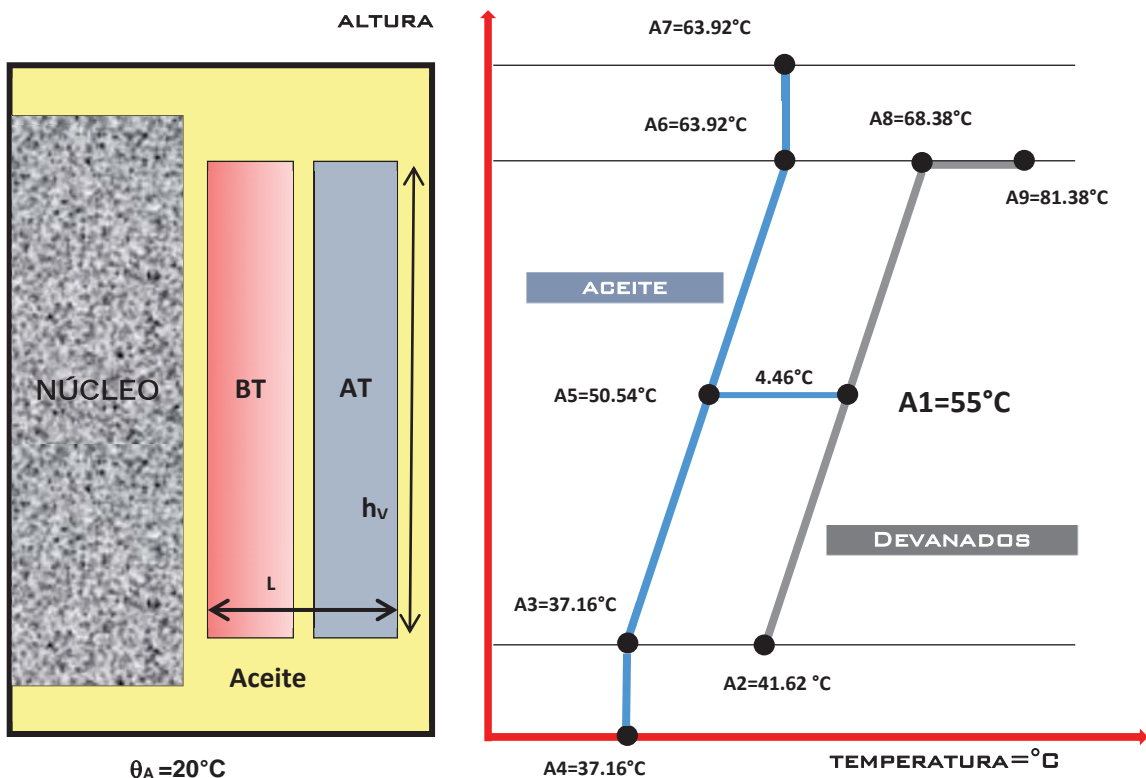 ALTURA
A7=63.92°C
A6=63.92°C
A8=68.38°C
A9=81.38°C
ACEITE
NÚCLEO
BT
AT
A5=50.54°C
4.46°C
A1=55°C
hV
DEVANADOS
L
A3=37.16°C
Aceite
A2=41.62 °C
θA =20°C
A4=37.16°C
TEMPERATURA=°C